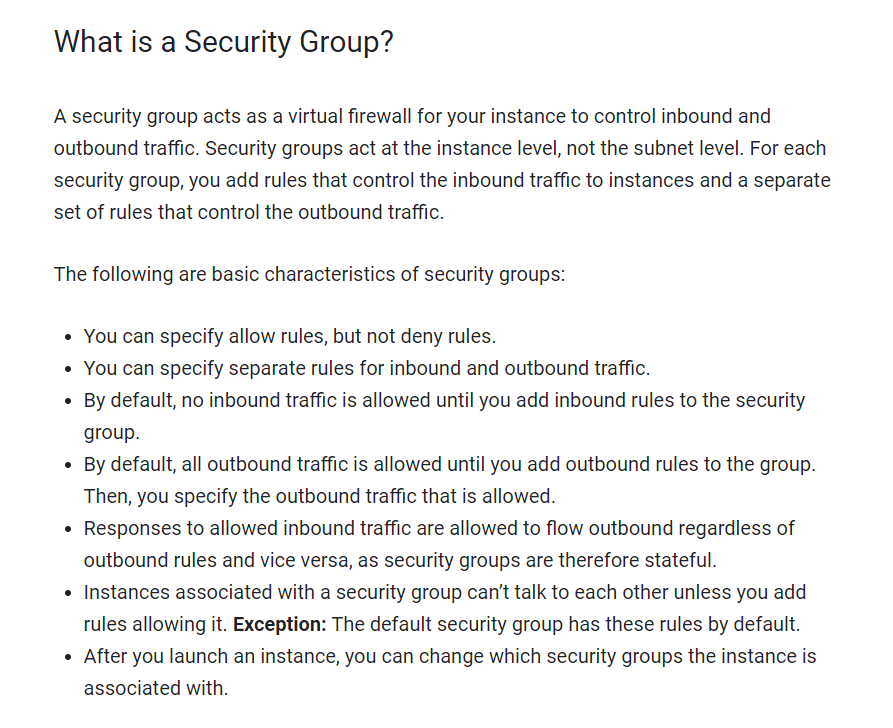 What is a Security Group?
A security group acts as a virtual firewall for your instance to control inbound and
outbound traffic. Security groups act at the instance level, not the subnet level. For each
security group, you add rules that control the inbound traffic to instances and a separate
set of rules that control the outbound traffic.
The following are basic characteristics of security groups:
• You can specify allow rules, but not deny rules.
• You can specify separate rules for inbound and outbound traffic.
• By default, no inbound traffic is allowed until you add inbound rules to the security
group.
• By default, all outbound traffic is allowed until you add outbound rules to the group.
Then, you specify the outbound traffic that is allowed.
• Responses to allowed inbound traffic are allowed to flow outbound regardless of
outbound rules and vice versa, as security groups are therefore stateful.
• Instances associated with a security group can’t talk to each other unless you add
rules allowing it. Exception: The default security group has these rules by default.
• After you launch an instance, you can change which security groups the instance is
associated with.